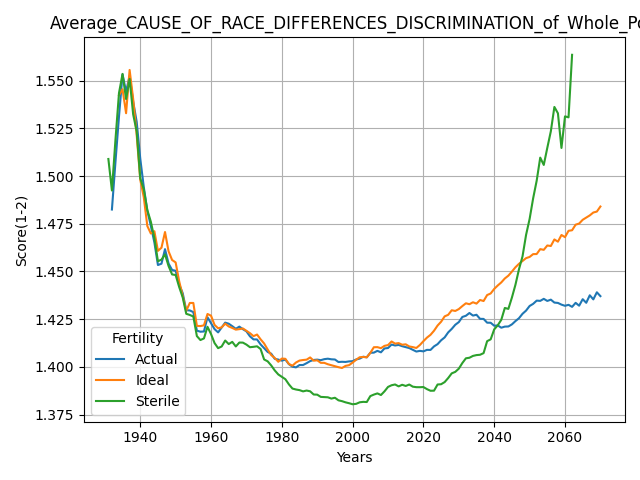 Average_CAUSE_OF_RACE_DIFFERENCES_DISCRIMINATION_of_Whole_Po
1.550
1.525
1.500
1.475
1.450
1.425
1.400
1.375
Score(1-2)
Fertility
Actual
Ideal
Sterile
1940 1960 1980 2000 2020 2040 2060
Years